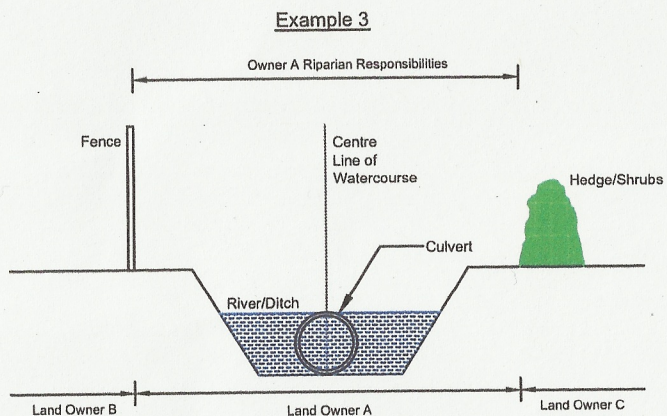 Example 3
Owner A Riparian Responsibilities
Fence
Centre
Line of
Watercourse
Hedge/Shrubs
Culvert
River/Ditch
Land Owner B
Land Owner A
Land Owner C